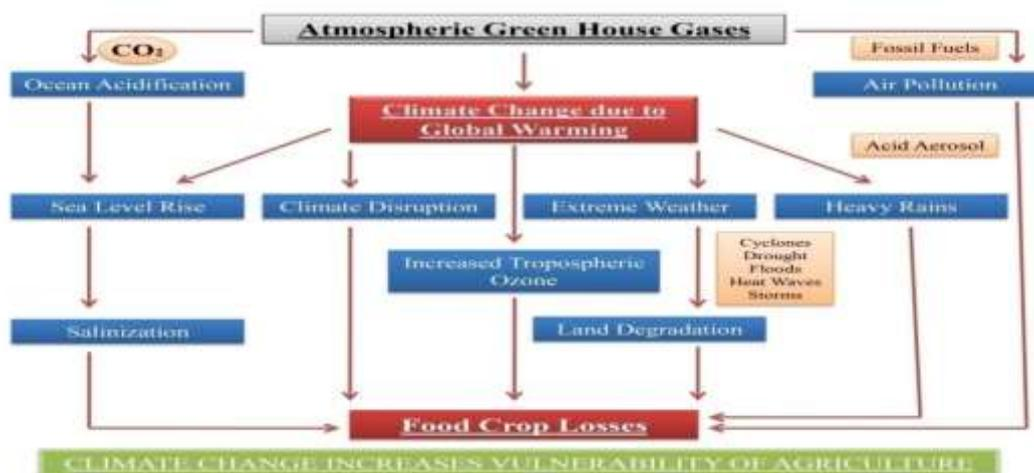 Atmospheric Green House Gases
CO₂
Fossil Fuels
Ocean Acidification
Air Pollution
Climate Change due to
Global Warming
Acid Aerosol
Sea Level Rise
Climate Disruption
Extreme Weather
Heavy Rains
Increased Tropospheric
Ozone
Cyclones
Drought
Floods
Heat Waves
Storms
Salinization
Land Degradation
Food Crop Losses
CLIMATE CHANGE INCREASES VULNERABILITY OF AGRICULTURE